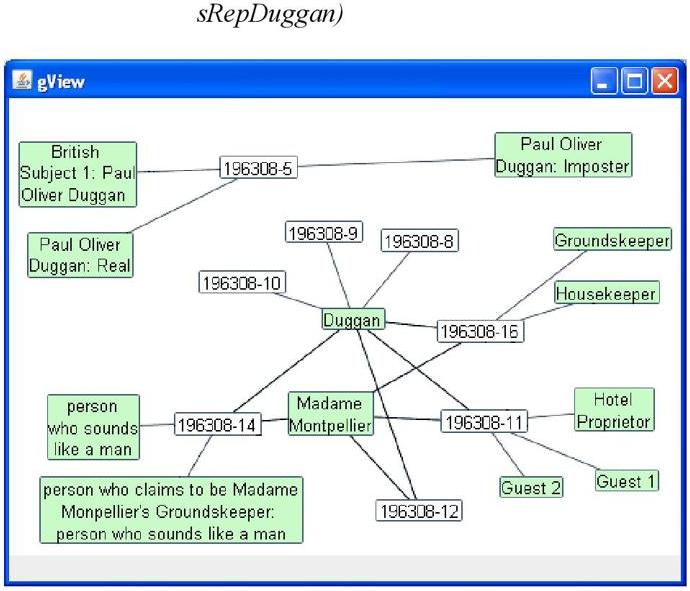 sRepDuggan)
gView
British
Subject 1: Paul
Oliver Duggan
196308-5
Paul Oliver
Duggan: Imposter
Paul Oliver
Duggan: Real
196308-9
196308-8
Groundskeeper
196308-10
Housekeeper
Duggan
196308-16
person
who sounds
like a man
196308-14
Madame
Montpellier
196308-11
Hotel
Proprietor
person who claims to be Madame
Monpellier's Groundskeeper:
person who sounds like a man
Guest 2
Guest 1
196308-12